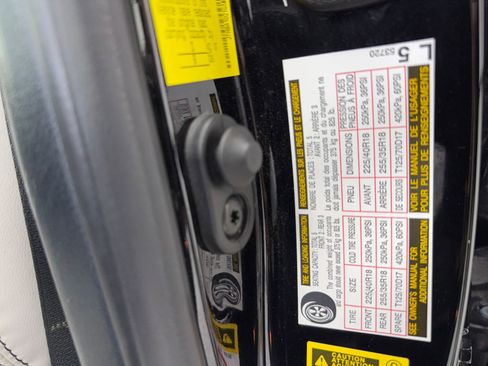 TIRE AND LOADING INFORMATION
SEATING CAPACITY TOTAL 5 FRONT 2 REAR 3
The combined weight of occupants
and cargo should never exceed 375 kg or 825 lbs.
TIRE SIZE COLD TIRE PRESSURE
FRONT 225/40R18 250kPa, 36PSI
REAR 255/35R18 250kPa, 36PSI
SPARE T125/70D17 420kPa, 60PSI
SEE OWNER'S MANUAL FOR
ADDITIONAL INFORMATION
RENSEIGNEMENTS SUR LES PNEUS ET LE CHARGEMENT
NOMBRE DE PLACES : TOTAL 5 AVANT 2 ARRIÈRE 3
Le poids total des occupants et du chargement ne
doit jamais dépasser 375 kg ou 825 lb.
PNEU DIMENSIONS PRESSION DES
PNEUS À FROID
AVANT 225/40R18 250kPa, 36PSI
ARRIÈRE 255/35R18 250kPa, 36PSI
DE SECOURS T125/70D17 420kPa, 60PSI
VOIR LE MANUEL DE L'USAGER
POUR PLUS DE RENSEIGNEMENTS
L 5
53720
CAUTION
ATTENTION